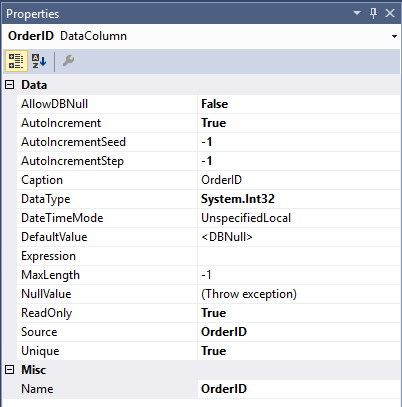 Properties
OrderID DataColumn
Data
AllowDBNull False
AutoIncrement True
AutoIncrementSeed -1
AutoIncrementStep -1
Caption OrderID
DataType System.Int32
DateTimeMode UnspecifiedLocal
DefaultValue <DBNull>
Expression
MaxLength -1
NullValue (Throw exception)
ReadOnly True
Source OrderID
Unique True
Misc
Name OrderID